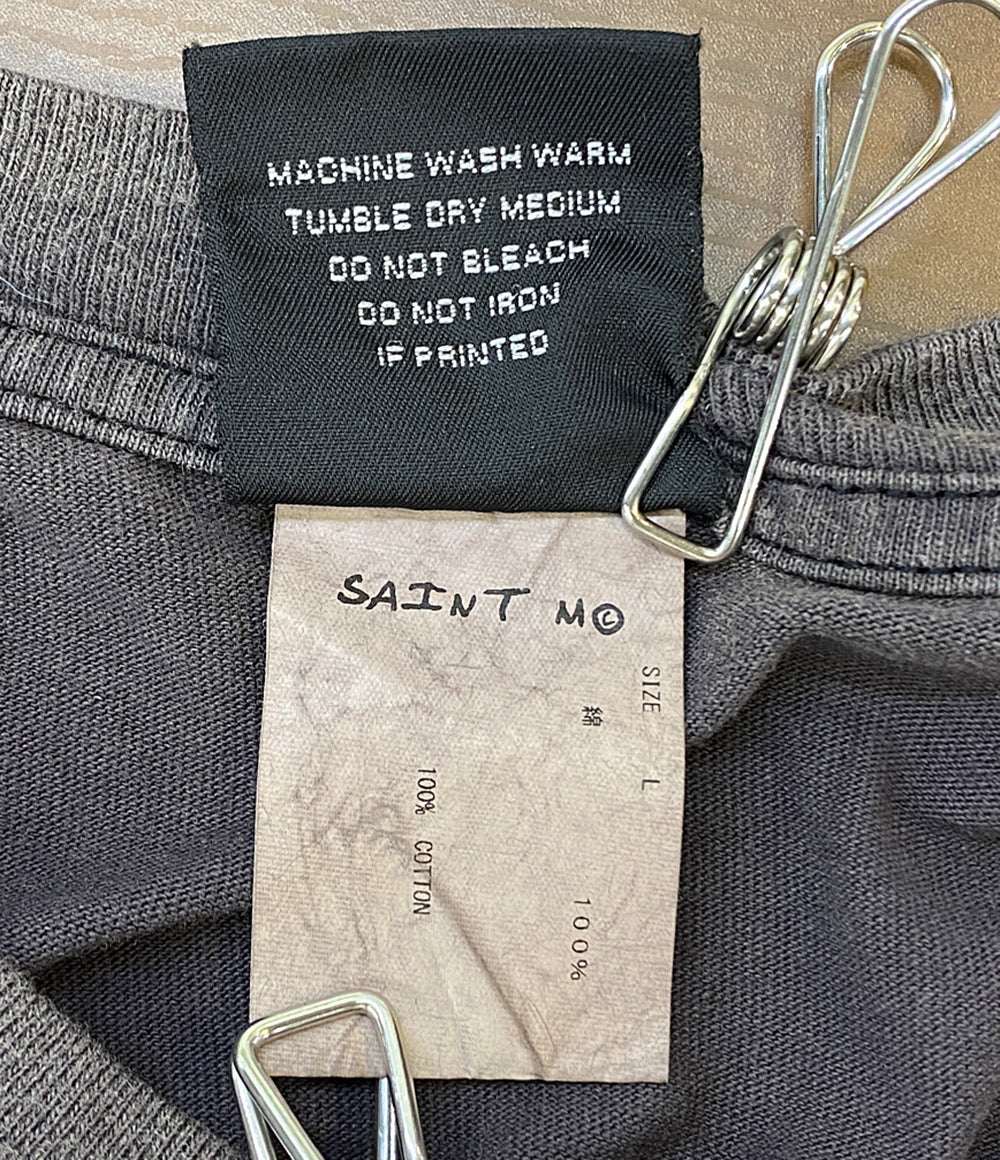 MACHINE WASH WARM
TUMBLE DRY MEDIUM
DO NOT BLEACH
DO NOT IRON
IF PRINTED
SAINT M©
SIZE L
綿 100%
100% COTTON